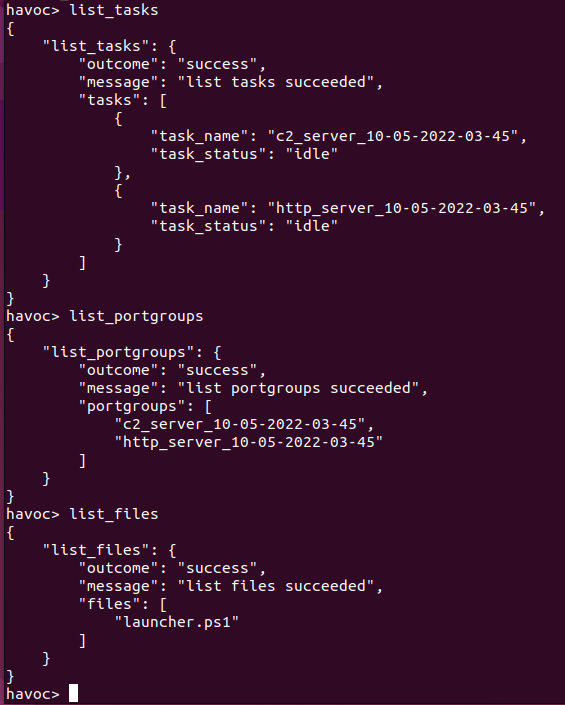 havoc> list_tasks
{
    "list_tasks": {
        "outcome": "success",
        "message": "list tasks succeeded",
        "tasks": [
            {
                "task_name": "c2_server_10-05-2022-03-45",
                "task_status": "idle"
            },
            {
                "task_name": "http_server_10-05-2022-03-45",
                "task_status": "idle"
            }
        ]
    }
}
havoc> list_portgroups
{
    "list_portgroups": {
        "outcome": "success",
        "message": "list portgroups succeeded",
        "portgroups": [
            "c2_server_10-05-2022-03-45",
            "http_server_10-05-2022-03-45"
        ]
    }
}
havoc> list_files
{
    "list_files": {
        "outcome": "success",
        "message": "list files succeeded",
        "files": [
            "launcher.ps1"
        ]
    }
}
havoc>